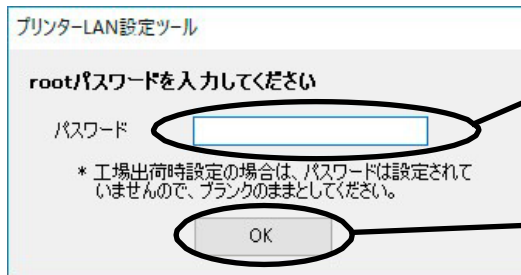 プリンターLAN設定ツール
rootパスワードを入力してください
パスワード
* 工場出荷時設定の場合は、パスワードは設定されて
いませんので、ブランクのままとしてください。
OK